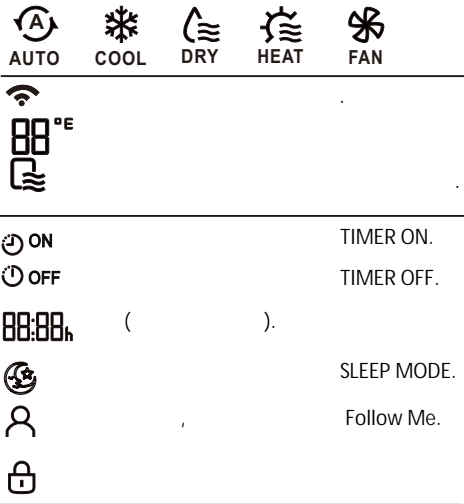 A
AUTO COOL DRY HEAT FAN
.
88°E
.
ON TIMER ON.
OFF TIMER OFF.
88:88h ( ).
SLEEP MODE.
, Follow Me.